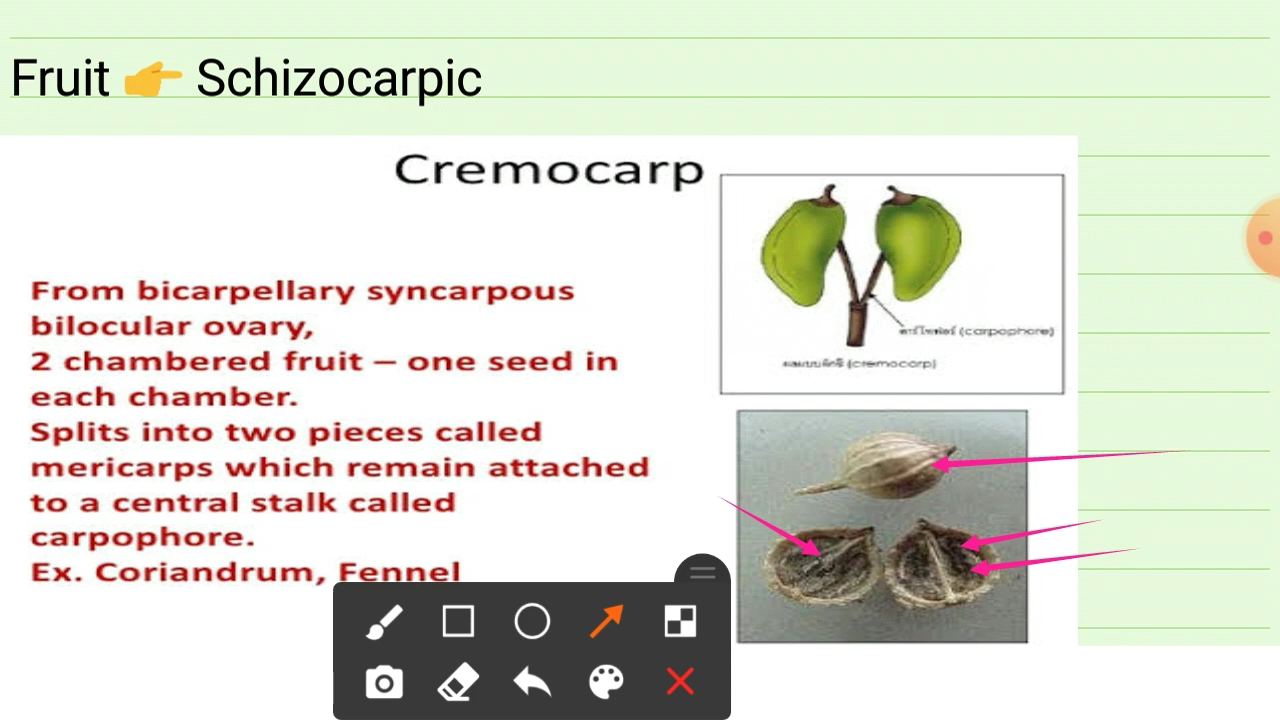 Fruit 👉 Schizocarpic
Cremocarp
From bicarpellary syncarpous
bilocular ovary,
2 chambered fruit – one seed in
each chamber.
Splits into two pieces called
mericarps which remain attached
to a central stalk called
carpophore.
Ex. Coriandrum, Fennel
(carpophore)
(cremocarp)